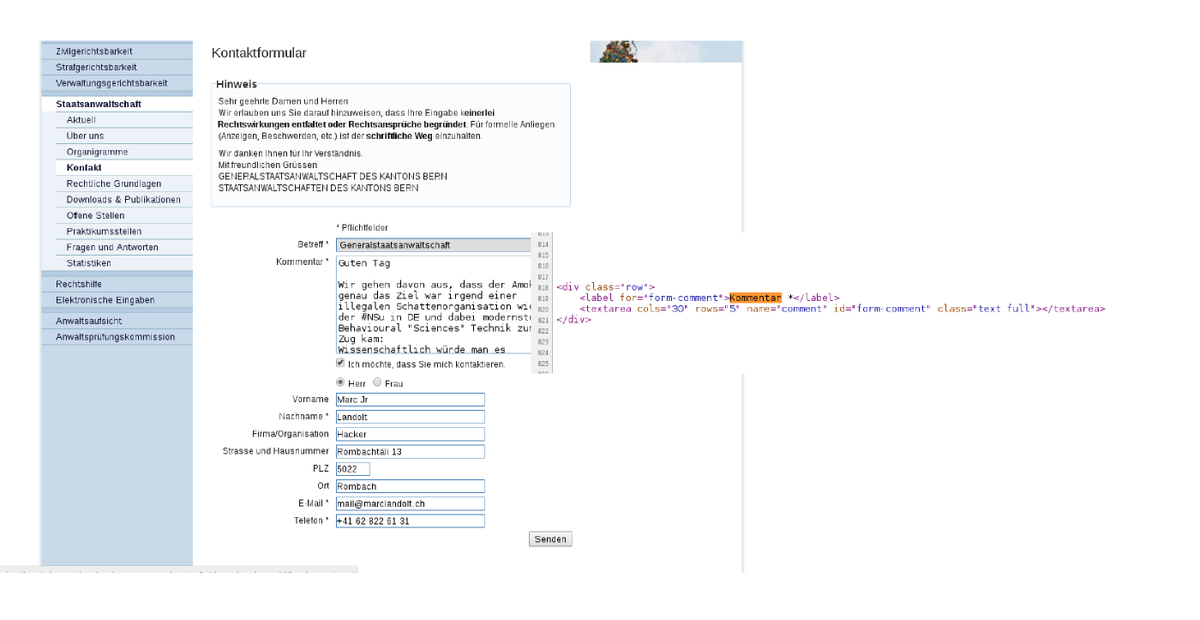 Zivilgerichtsbarkeit
Strafgerichtsbarkeit
Verwaltungsgerichtsbarkeit
Staatsanwaltschaft
Aktuell
Über uns
Organigramme
Kontakt
Rechtliche Grundlagen
Downloads & Publikationen
Offene Stellen
Praktikumsstellen
Fragen und Antworten
Statistiken
Rechtshilfe
Elektronische Eingaben
Anwaltsaufsicht
Anwaltsprüfungskommission
Kontaktformular
Hinweis
Sehr geehrte Damen und Herren
Wir erlauben uns Sie darauf hinzuweisen, dass Ihre Eingabe keinerlei
Rechtswirkungen entfaltet oder Rechtsansprüche begründet. Für formelle Anliegen
(Anzeigen, Beschwerden, etc.) ist der schriftliche Weg einzuhalten.
Wir danken Ihnen für Ihr Verständnis.
Mit freundlichen Grüssen
GENERALSTAATSANWALTSCHAFT DES KANTONS BERN
STAATSANWALTSCHAFTEN DES KANTONS BERN
* Pflichtfelder
Betreff * Generalstaatsanwaltschaft
Kommentar * Guten Tag
Wir gehen davon aus, dass der Amok
genau das Ziel war irgend einer
illegalen Schattenorganisation wie
der #NSu in DE und dabei modernste
Behavioural "Sciences" Technik zum
Zug kam:
Wissenschaftlich würde man es
Ich möchte, dass Sie mich kontaktieren.
Herr Frau
Vorname Marc Jr
Nachname * Landolt
Firma/Organisation Hacker
Strasse und Hausnummer Rombachtäli 13
PLZ 5022
Ort Rombach
E-Mail * mail@marclandolt.ch
Telefon * +41 62 822 61 31
Senden
814
815
816
817
818 <div class="row">
819 <label for="form-comment">Kommentar *</label>
820 <textarea cols="30" rows="5" name="comment" id="form-comment" class="text full"></textarea>
821 </div>
822
823
824
825